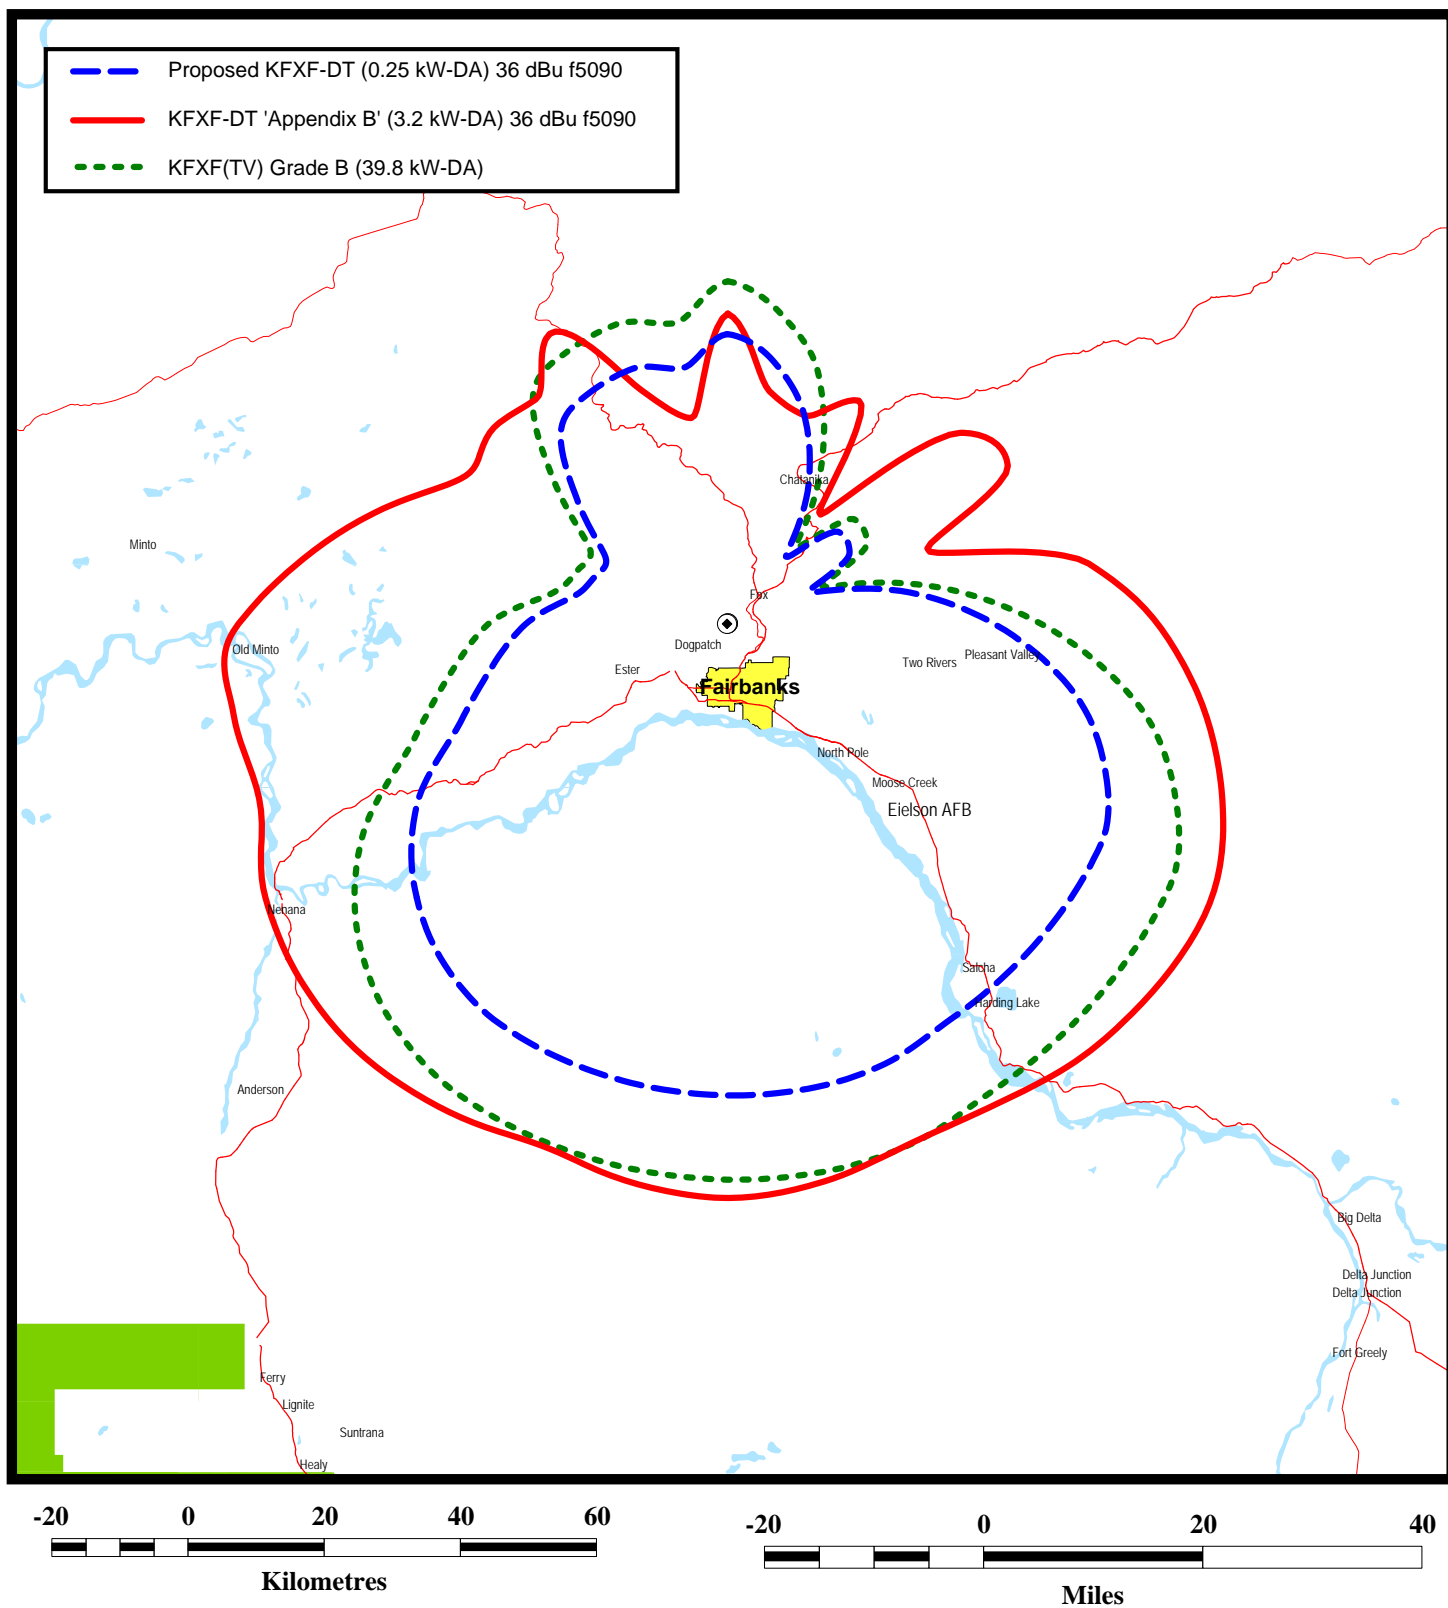 Proposed KFXF-DT (0.25 kW-DA) 36 dBu f5090
KFXF-DT 'Appendix B' (3.2 kW-DA) 36 dBu f5090
KFXF(TV) Grade B (39.8 kW-DA)
Chatanika
Minto
Fox
Old Minto
Dogpatch
Pleasant Valley
Two Rivers
Ester
Fairbanks
North Pole
Moose Creek
Eielson AFB
Nenana
Salcha
Harding Lake
Anderson
Big Delta
Delta Junction
Delta Junction
Fort Greely
Ferry
Lignite
Suntrana
Healy
-20 0 20 40 60
Kilometres
-20 0 20 40
Miles